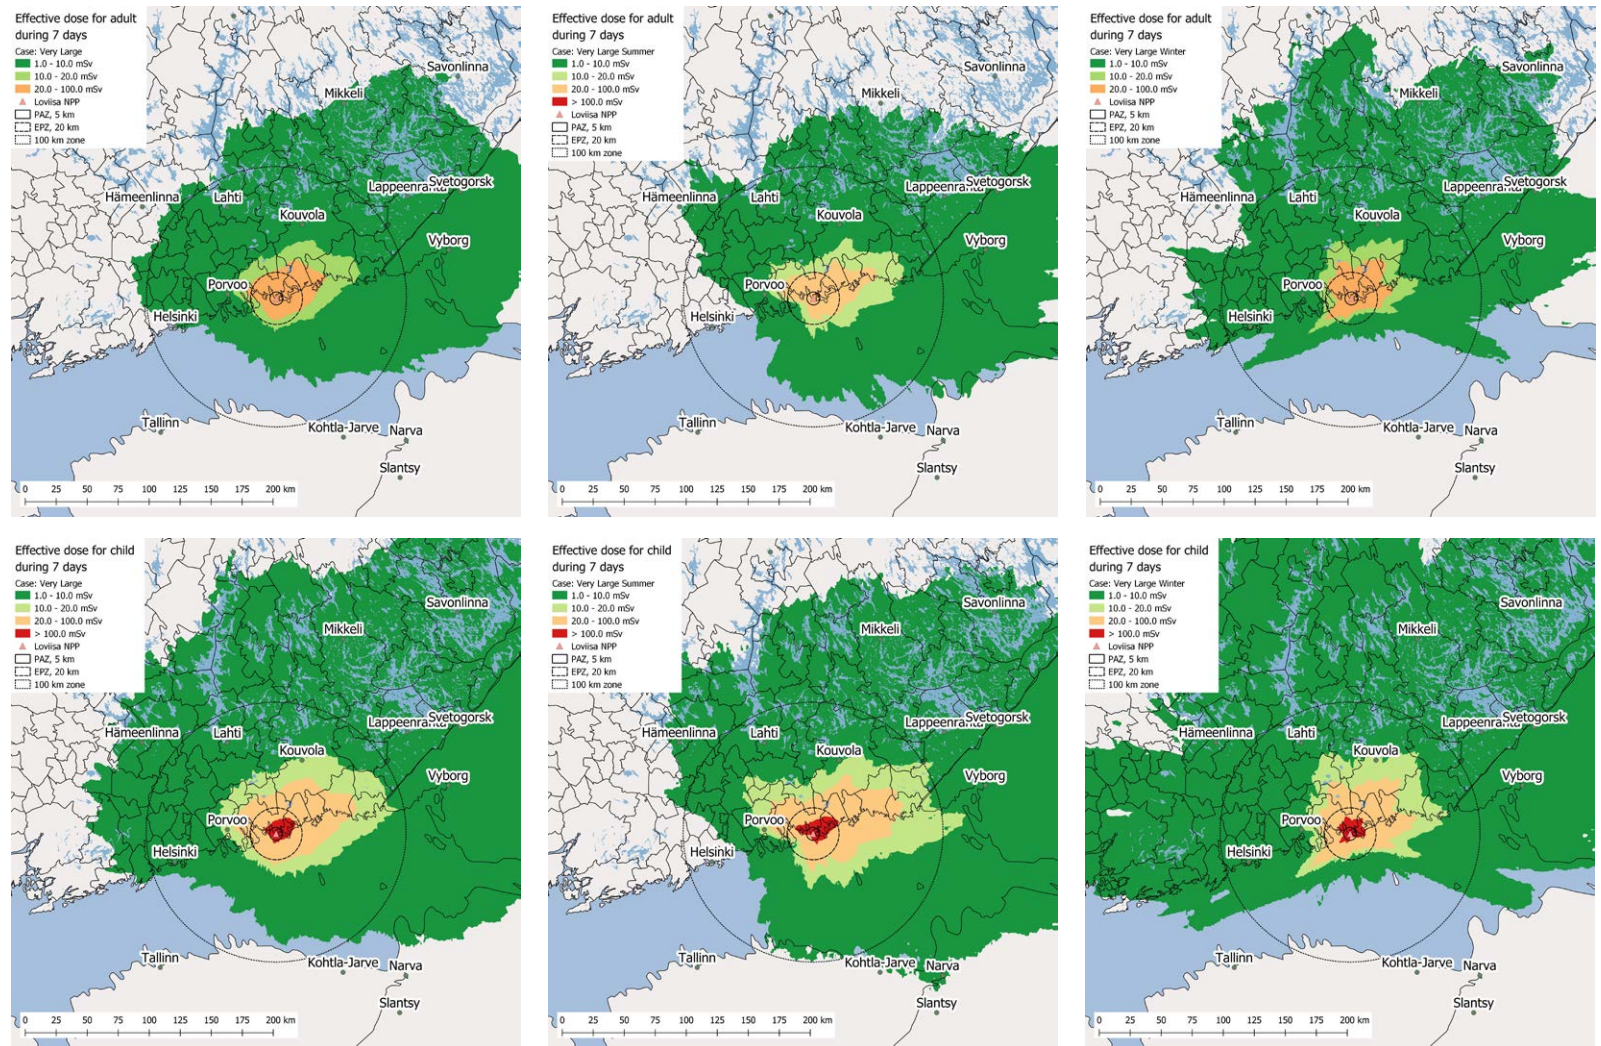 Effective dose for adult
during 7 days
Case: Very Large
1.0 - 10.0 mSv
10.0 - 20.0 mSv
20.0 - 100.0 mSv
Loviisa NPP
PAZ, 5 km
EPZ, 20 km
100 km zone
Savonlinna
Mikkeli
Hämeenlinna
Lahti
Lappeenranta
Svetogorsk
Kouvola
Vyborg
Porvoo
Helsinki
Tallinn
Kohtla-Jarve
Narva
Slantsy
0 25 50 75 100 125 150 175 200 km
Effective dose for adult
during 7 days
Case: Very Large Summer
1.0 - 10.0 mSv
10.0 - 20.0 mSv
20.0 - 100.0 mSv
> 100.0 mSv
Loviisa NPP
PAZ, 5 km
EPZ, 20 km
100 km zone
Savonlinna
Mikkeli
Hämeenlinna
Lahti
Lappeenranta
Svetogorsk
Kouvola
Vyborg
Porvoo
Helsinki
Tallinn
Kohtla-Jarve
Narva
Slantsy
0 25 50 75 100 125 150 175 200 km
Effective dose for adult
during 7 days
Case: Very Large Winter
1.0 - 10.0 mSv
10.0 - 20.0 mSv
20.0 - 100.0 mSv
Loviisa NPP
PAZ, 5 km
EPZ, 20 km
100 km zone
Savonlinna
Mikkeli
Hämeenlinna
Lahti
Lappeenranta
Svetogorsk
Kouvola
Vyborg
Porvoo
Helsinki
Tallinn
Kohtla-Jarve
Narva
Slantsy
0 25 50 75 100 125 150 175 200 km
Effective dose for child
during 7 days
Case: Very Large
1.0 - 10.0 mSv
10.0 - 20.0 mSv
20.0 - 100.0 mSv
> 100.0 mSv
Loviisa NPP
PAZ, 5 km
EPZ, 20 km
100 km zone
Savonlinna
Mikkeli
Hämeenlinna
Lahti
Lappeenranta
Svetogorsk
Kouvola
Vyborg
Porvoo
Helsinki
Tallinn
Kohtla-Jarve
Narva
Slantsy
0 25 50 75 100 125 150 175 200 km
Effective dose for child
during 7 days
Case: Very Large Summer
1.0 - 10.0 mSv
10.0 - 20.0 mSv
20.0 - 100.0 mSv
> 100.0 mSv
Loviisa NPP
PAZ, 5 km
EPZ, 20 km
100 km zone
Savonlinna
Mikkeli
Hämeenlinna
Lahti
Lappeenranta
Svetogorsk
Kouvola
Vyborg
Porvoo
Helsinki
Tallinn
Kohtla-Jarve
Narva
Slantsy
0 25 50 75 100 125 150 175 200 km
Effective dose for child
during 7 days
Case: Very Large Winter
1.0 - 10.0 mSv
10.0 - 20.0 mSv
20.0 - 100.0 mSv
> 100.0 mSv
Loviisa NPP
PAZ, 5 km
EPZ, 20 km
100 km zone
Savonlinna
Mikkeli
Hämeenlinna
Lahti
Lappeenranta
Svetogorsk
Kouvola
Vyborg
Porvoo
Helsinki
Tallinn
Kohtla-Jarve
Narva
Slantsy
0 25 50 75 100 125 150 175 200 km